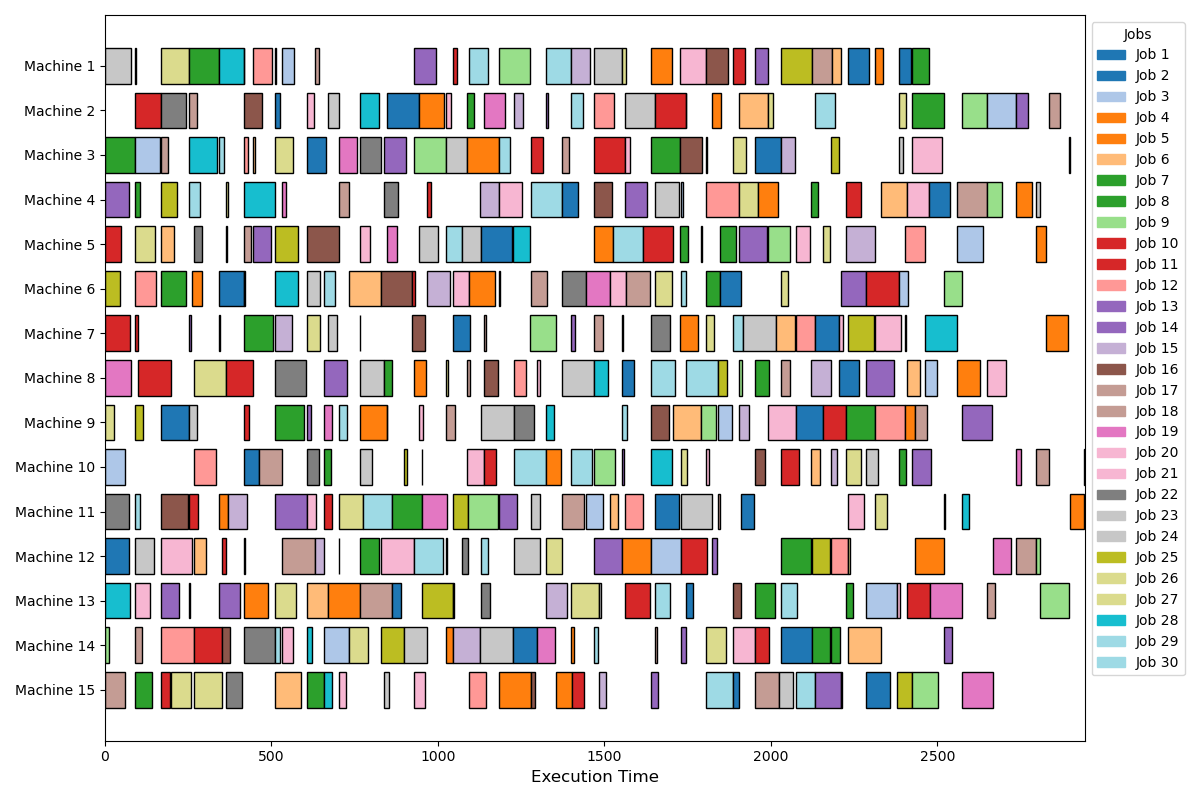 Machine 1
Machine 2
Machine 3
Machine 4
Machine 5
Machine 6
Machine 7
Machine 8
Machine 9
Machine 10
Machine 11
Machine 12
Machine 13
Machine 14
Machine 15
0 500 1000 1500 2000 2500
Execution Time
Jobs
Job 1
Job 2
Job 3
Job 4
Job 5
Job 6
Job 7
Job 8
Job 9
Job 10
Job 11
Job 12
Job 13
Job 14
Job 15
Job 16
Job 17
Job 18
Job 19
Job 20
Job 21
Job 22
Job 23
Job 24
Job 25
Job 26
Job 27
Job 28
Job 29
Job 30